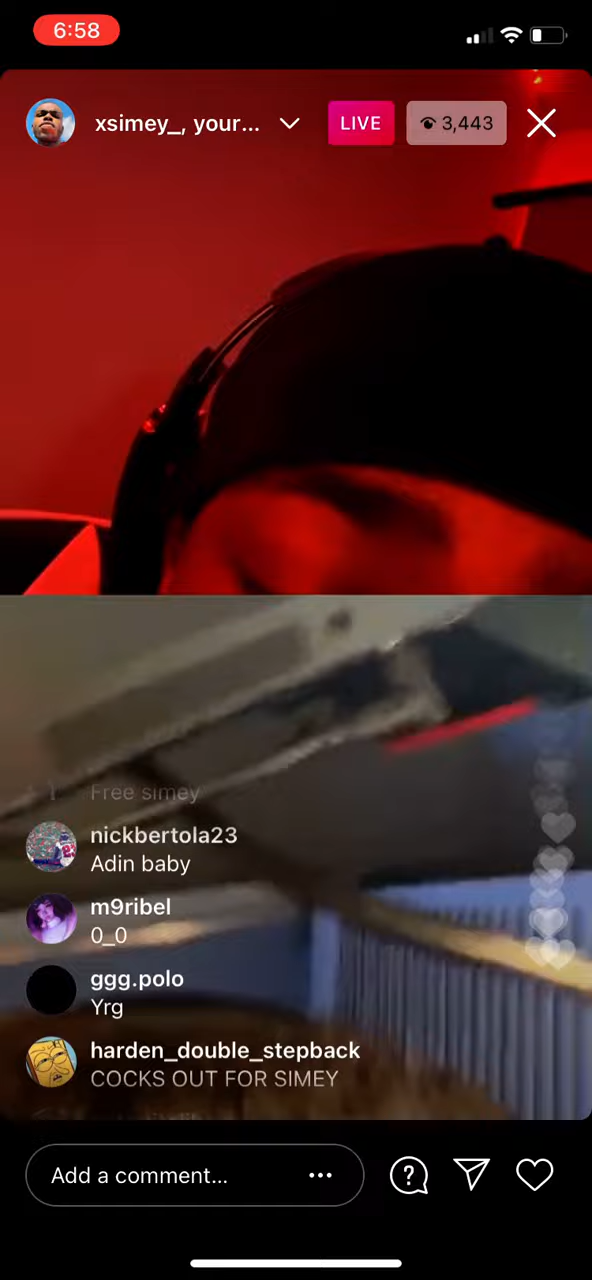 6:58
xsimey_, your...
LIVE
3,443
Free simey
nickbertola23
Adin baby
m9ribel
0_0
ggg.polo
Yrg
harden_double_stepback
COCKS OUT FOR SIMEY
Add a comment...